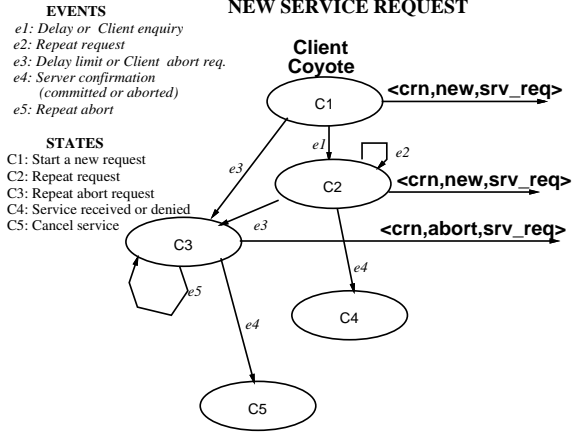 NEW SERVICE REQUEST
EVENTS
e1: Delay or Client enquiry
e2: Repeat request
e3: Delay limit or Client abort req.
e4: Server confirmation
(committed or aborted)
e5: Repeat abort
STATES
C1: Start a new request
C2: Repeat request
C3: Repeat abort request
C4: Service received or denied
C5: Cancel service
Client
Coyote
C1
<crn,new,srv_req>
e1
e2
e3
C2
<crn,new,srv_req>
e3
C3
<crn,abort,srv_req>
e5
e4
e4
C4
C5